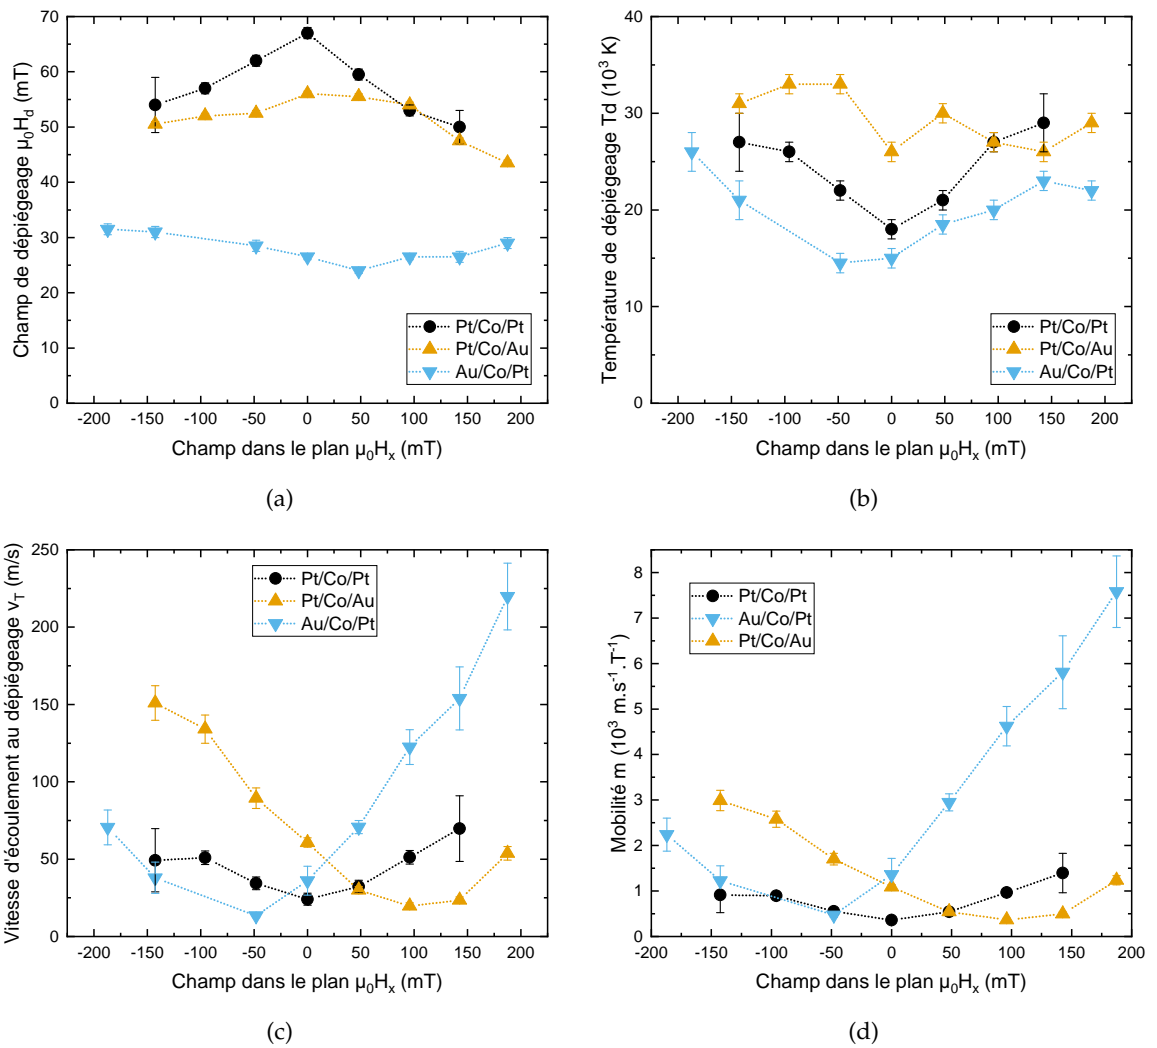 Champ de dépiégeage μ₀H_d (mT)
70
60
50
40
30
20
10
0
-200 -150 -100 -50 0 50 100 150 200
Champ dans le plan μ₀H_x (mT)
Pt/Co/Pt
Pt/Co/Au
Au/Co/Pt
(a)
Température de dépiégeage Td (10³ K)
40
30
20
10
0
-200 -150 -100 -50 0 50 100 150 200
Champ dans le plan μ₀H_x (mT)
Pt/Co/Pt
Pt/Co/Au
Au/Co/Pt
(b)
Vitesse d'écoulement au dépiégeage v_T (m/s)
250
200
150
100
50
0
-200 -150 -100 -50 0 50 100 150 200
Champ dans le plan μ₀H_x (mT)
Pt/Co/Pt
Pt/Co/Au
Au/Co/Pt
(c)
Mobilité m (10³ m.s⁻¹.T⁻¹)
8
7
6
5
4
3
2
1
0
-200 -150 -100 -50 0 50 100 150 200
Champ dans le plan μ₀H_x (mT)
Pt/Co/Pt
Au/Co/Pt
Pt/Co/Au
(d)